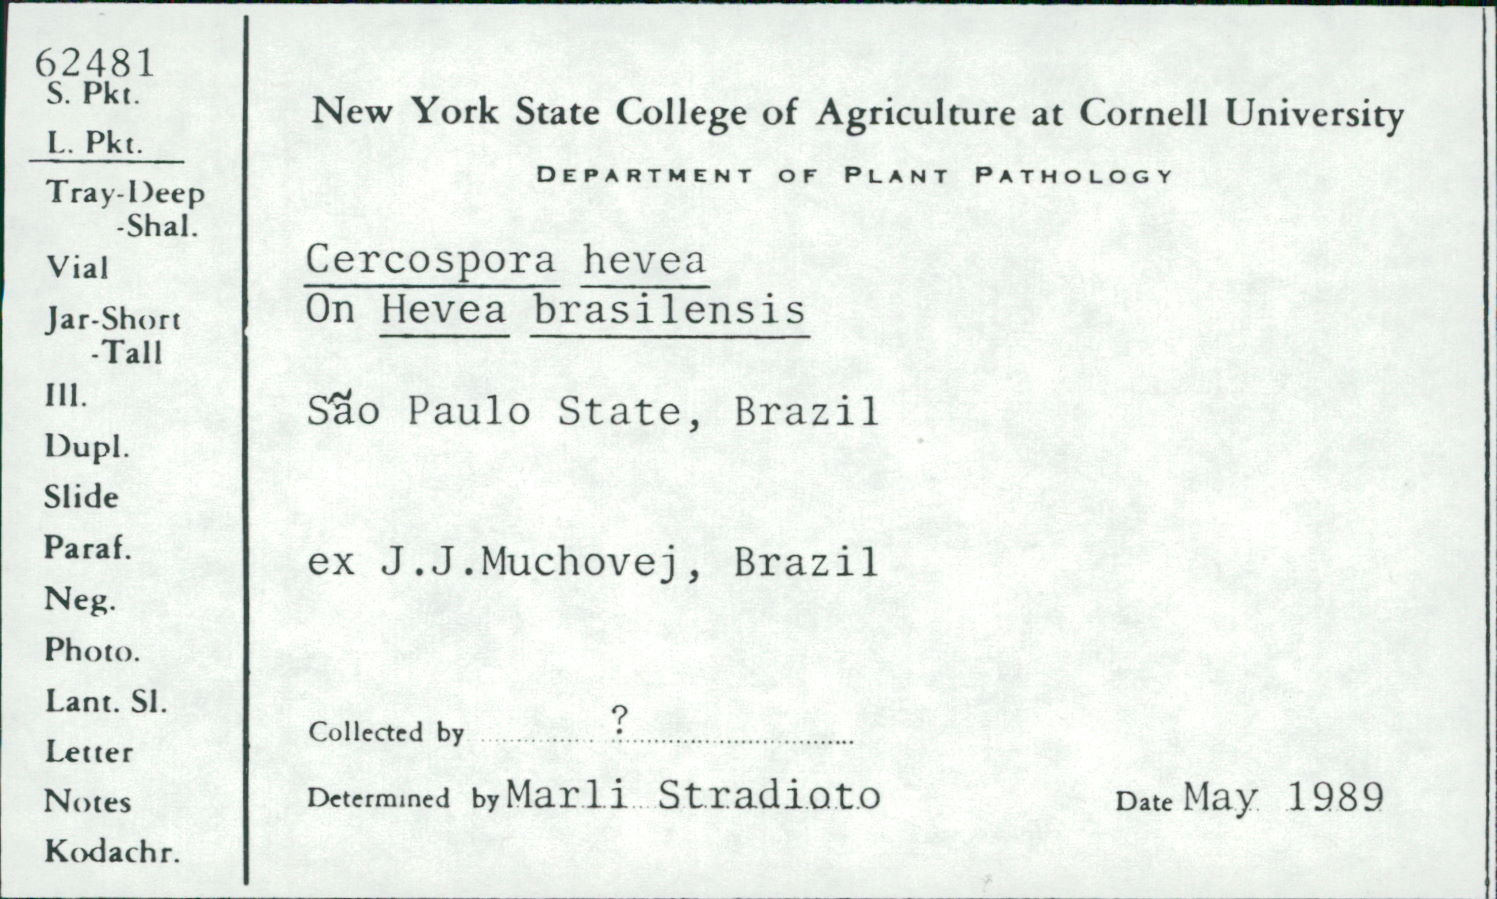 62481
S. Pkt.
L. Pkt.
Tray-Deep
-Shal.
Vial
Jar-Short
-Tall
Ill.
Dupl.
Slide
Paraf.
Neg.
Photo.
Lant. Sl.
Letter
Notes
Kodachr.
New York State College of Agriculture at Cornell University
DEPARTMENT OF PLANT PATHOLOGY
Cercospora hevea
On Hevea brasilensis
São Paulo State, Brazil
ex J.J.Muchovej, Brazil
Collected by ?
Determined by Marli Stradioto
Date May 1989